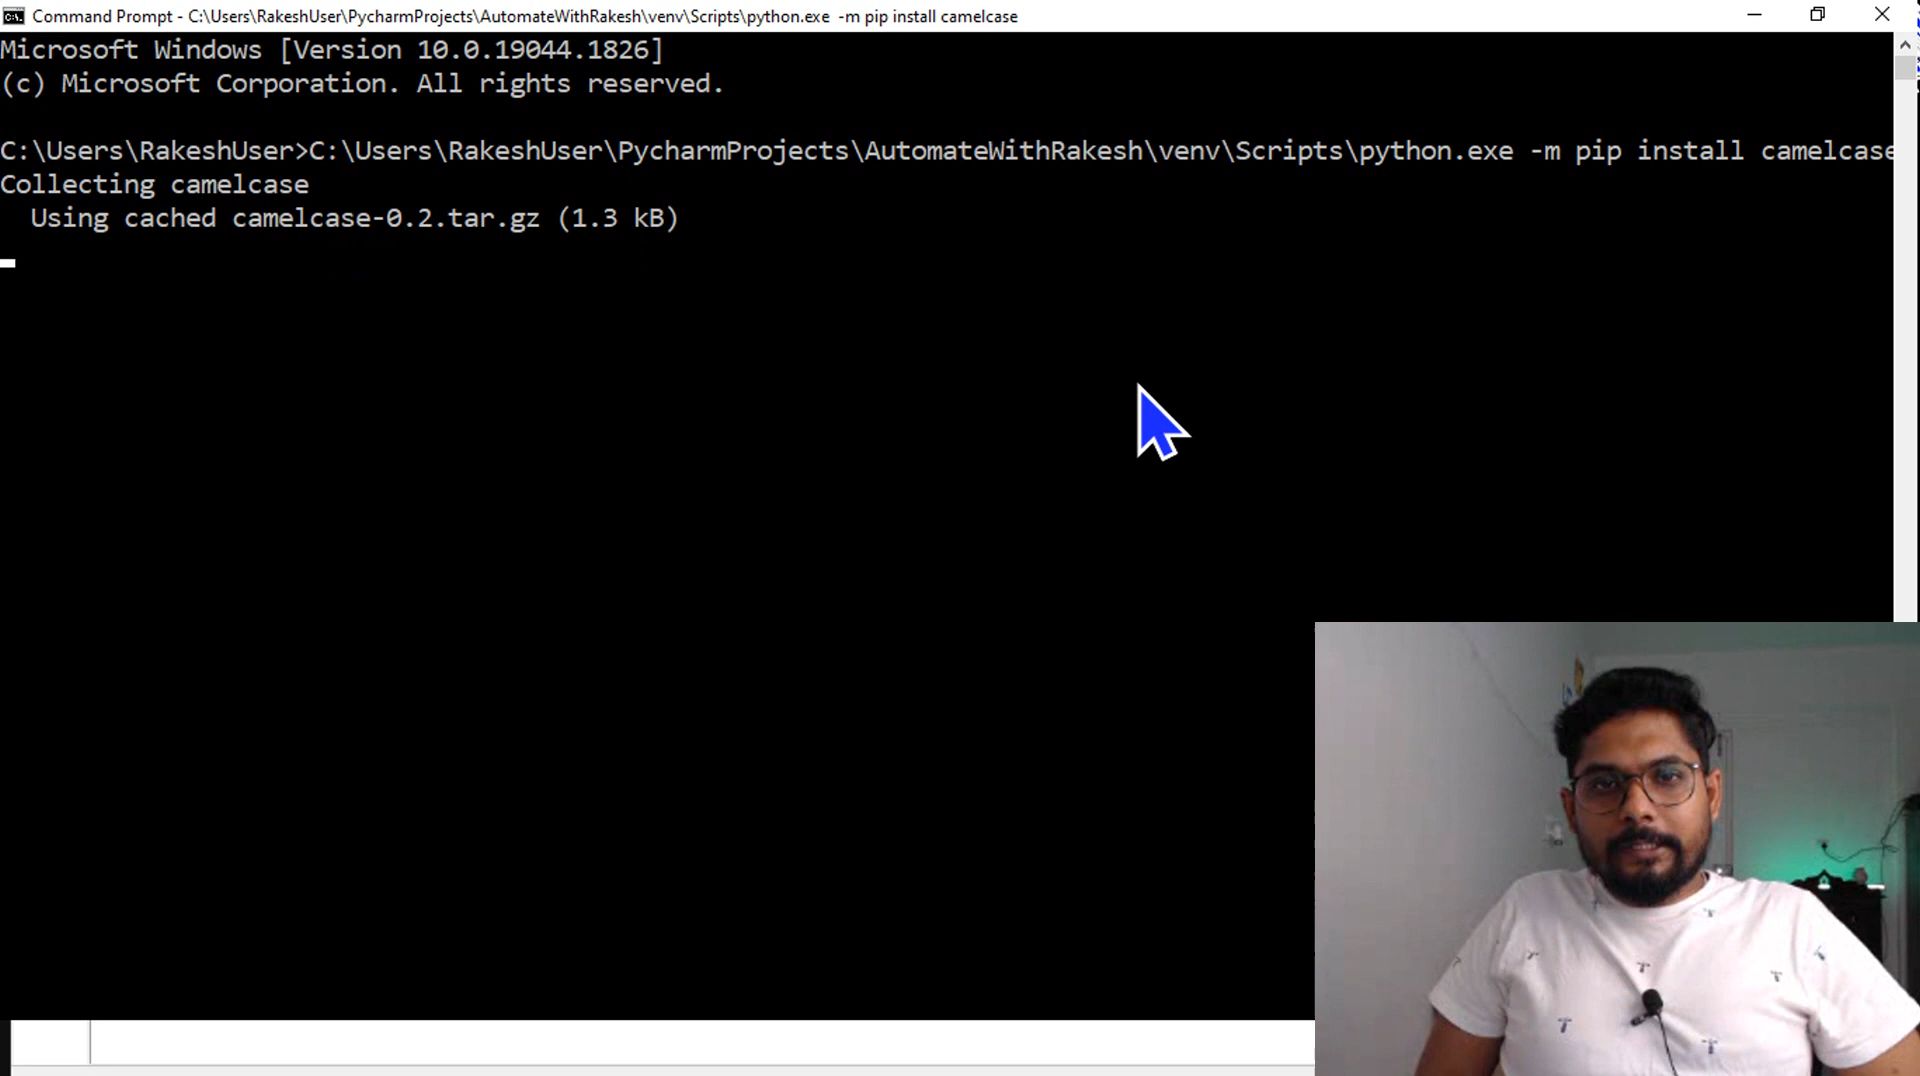 Command Prompt - C:\Users\RakeshUser\PycharmProjects\AutomateWithRakesh\venv\Scripts\python.exe  -m pip install camelcase
Microsoft Windows [Version 10.0.19044.1826]
(c) Microsoft Corporation. All rights reserved.
C:\Users\RakeshUser>C:\Users\RakeshUser\PycharmProjects\AutomateWithRakesh\venv\Scripts\python.exe -m pip install camelcase
Collecting camelcase
  Using cached camelcase-0.2.tar.gz (1.3 kB)